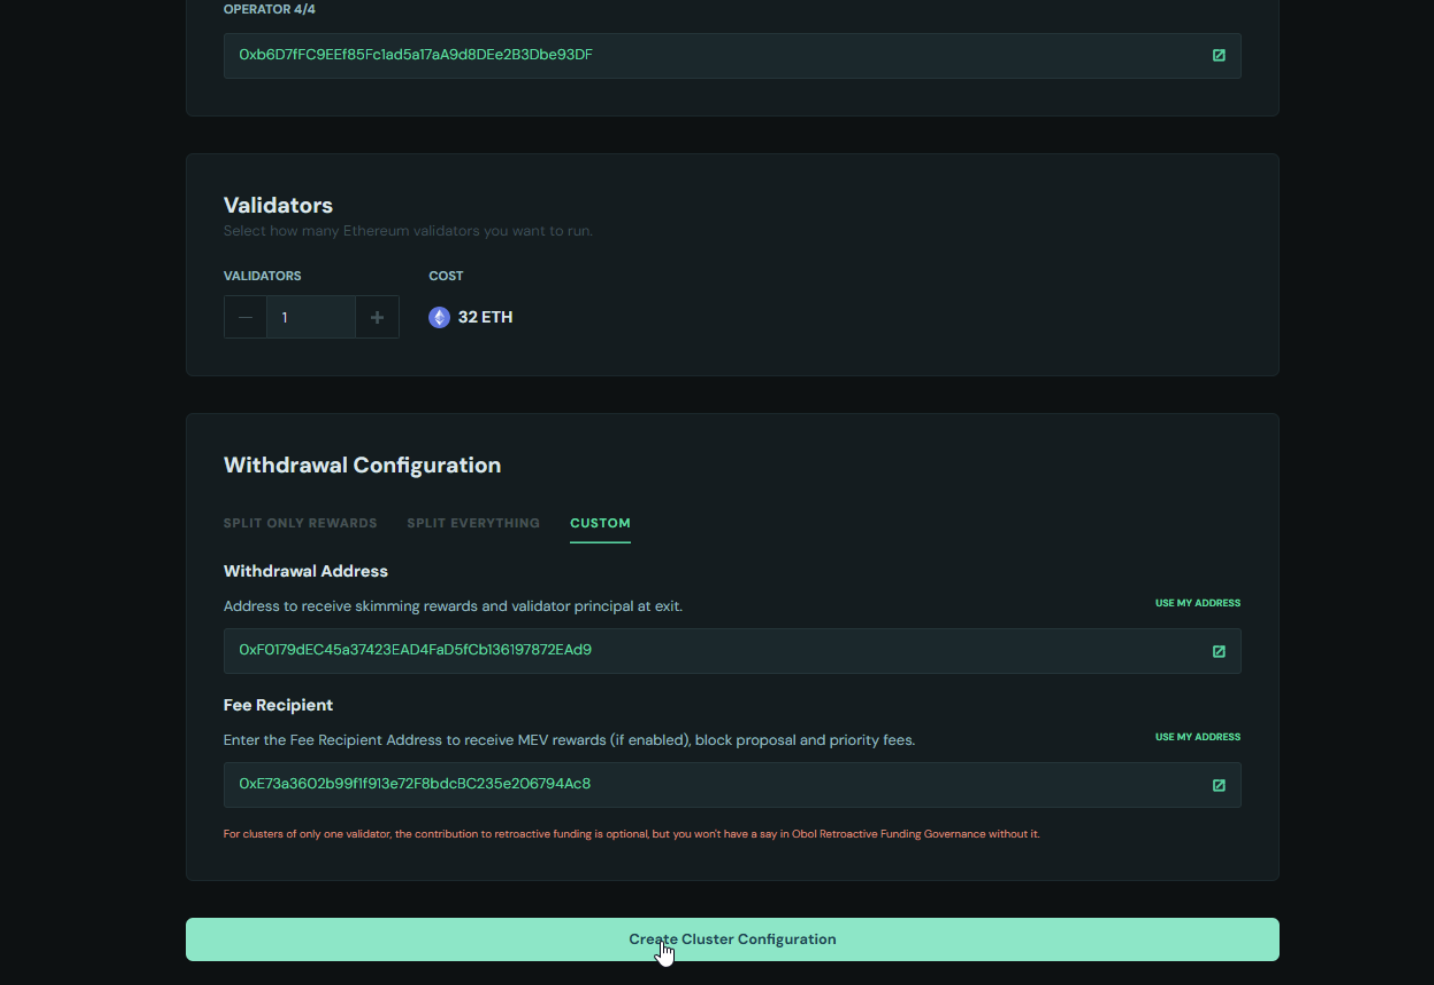 OPERATOR 4/4
0xb6D7fFC9EEf85Fc1ad5a17aA9d8DEe2B3Dbe93DF
Validators
Select how many Ethereum validators you want to run.
VALIDATORS COST
1 32 ETH
Withdrawal Configuration
SPLIT ONLY REWARDS SPLIT EVERYTHING CUSTOM
Withdrawal Address
Address to receive skimming rewards and validator principal at exit. USE MY ADDRESS
0xF0179dEC45a37423EAD4FaD5fCb136197872EAd9
Fee Recipient
Enter the Fee Recipient Address to receive MEV rewards (if enabled), block proposal and priority fees. USE MY ADDRESS
0xE73a3602b99f1f913e72F8bdcBC235e206794Ac8
For clusters of only one validator, the contribution to retroactive funding is optional, but you won't have a say in Obol Retroactive Funding Governance without it.
Create Cluster Configuration